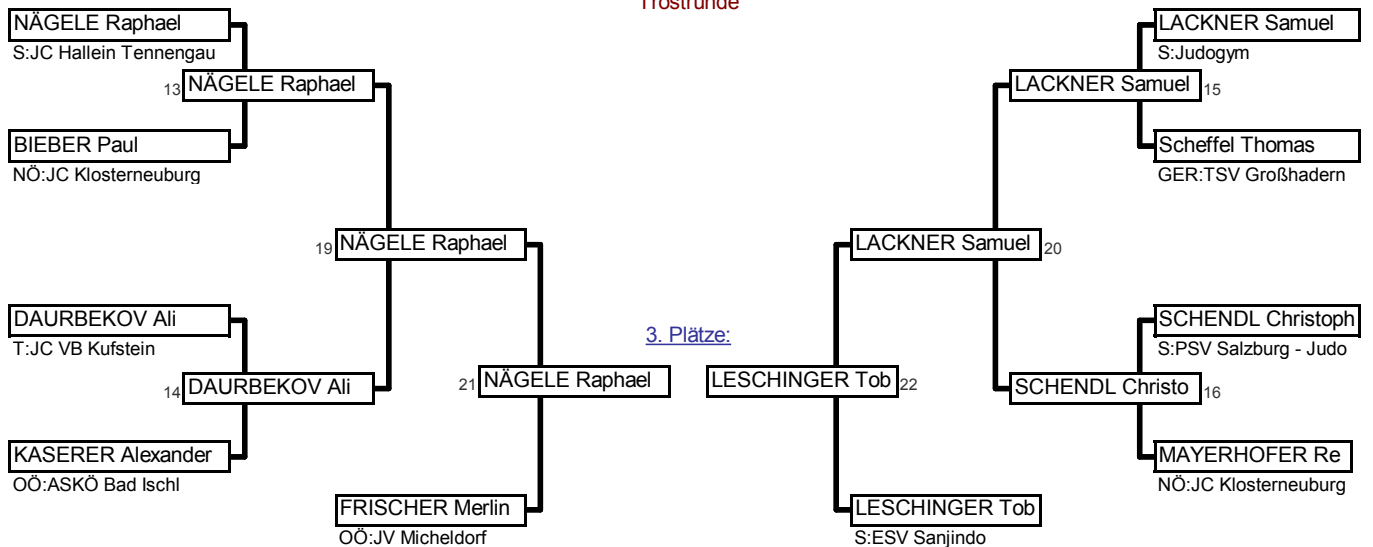 Trostrunde
NÄGELE Raphael
S:JC Hallein Tennengau
13 NÄGELE Raphael
BIEBER Paul
NÖ:JC Klosterneuburg
19 NÄGELE Raphael
DAURBEKOV Ali
T:JC VB Kufstein
14 DAURBEKOV Ali
KASERER Alexander
OÖ:ASKÖ Bad Ischl
3. Plätze:
21 NÄGELE Raphael
FRISCHER Merlin
OÖ:JV Micheldorf
LACKNER Samuel
S:Judogym
LACKNER Samuel 15
Scheffel Thomas
GER:TSV Großhadern
LACKNER Samuel 20
SCHENDL Christoph
S:PSV Salzburg - Judo
SCHENDL Christo 16
MAYERHOFER Re
NÖ:JC Klosterneuburg
LESCHINGER Tob 22
LESCHINGER Tob
S:ESV Sanjindo